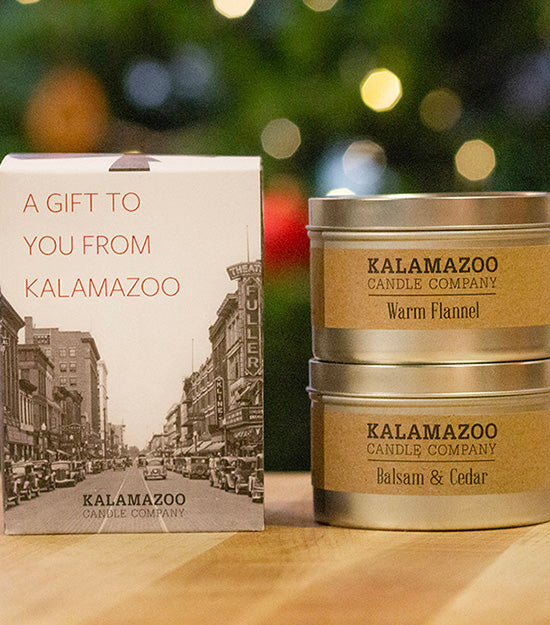 A GIFT TO
YOU FROM
KALAMAZOO
THEATRE
FULLER
KALAMAZOO
CANDLE COMPANY
KALAMAZOO
CANDLE COMPANY
Warm Flannel
KALAMAZOO
CANDLE COMPANY
Balsam & Cedar